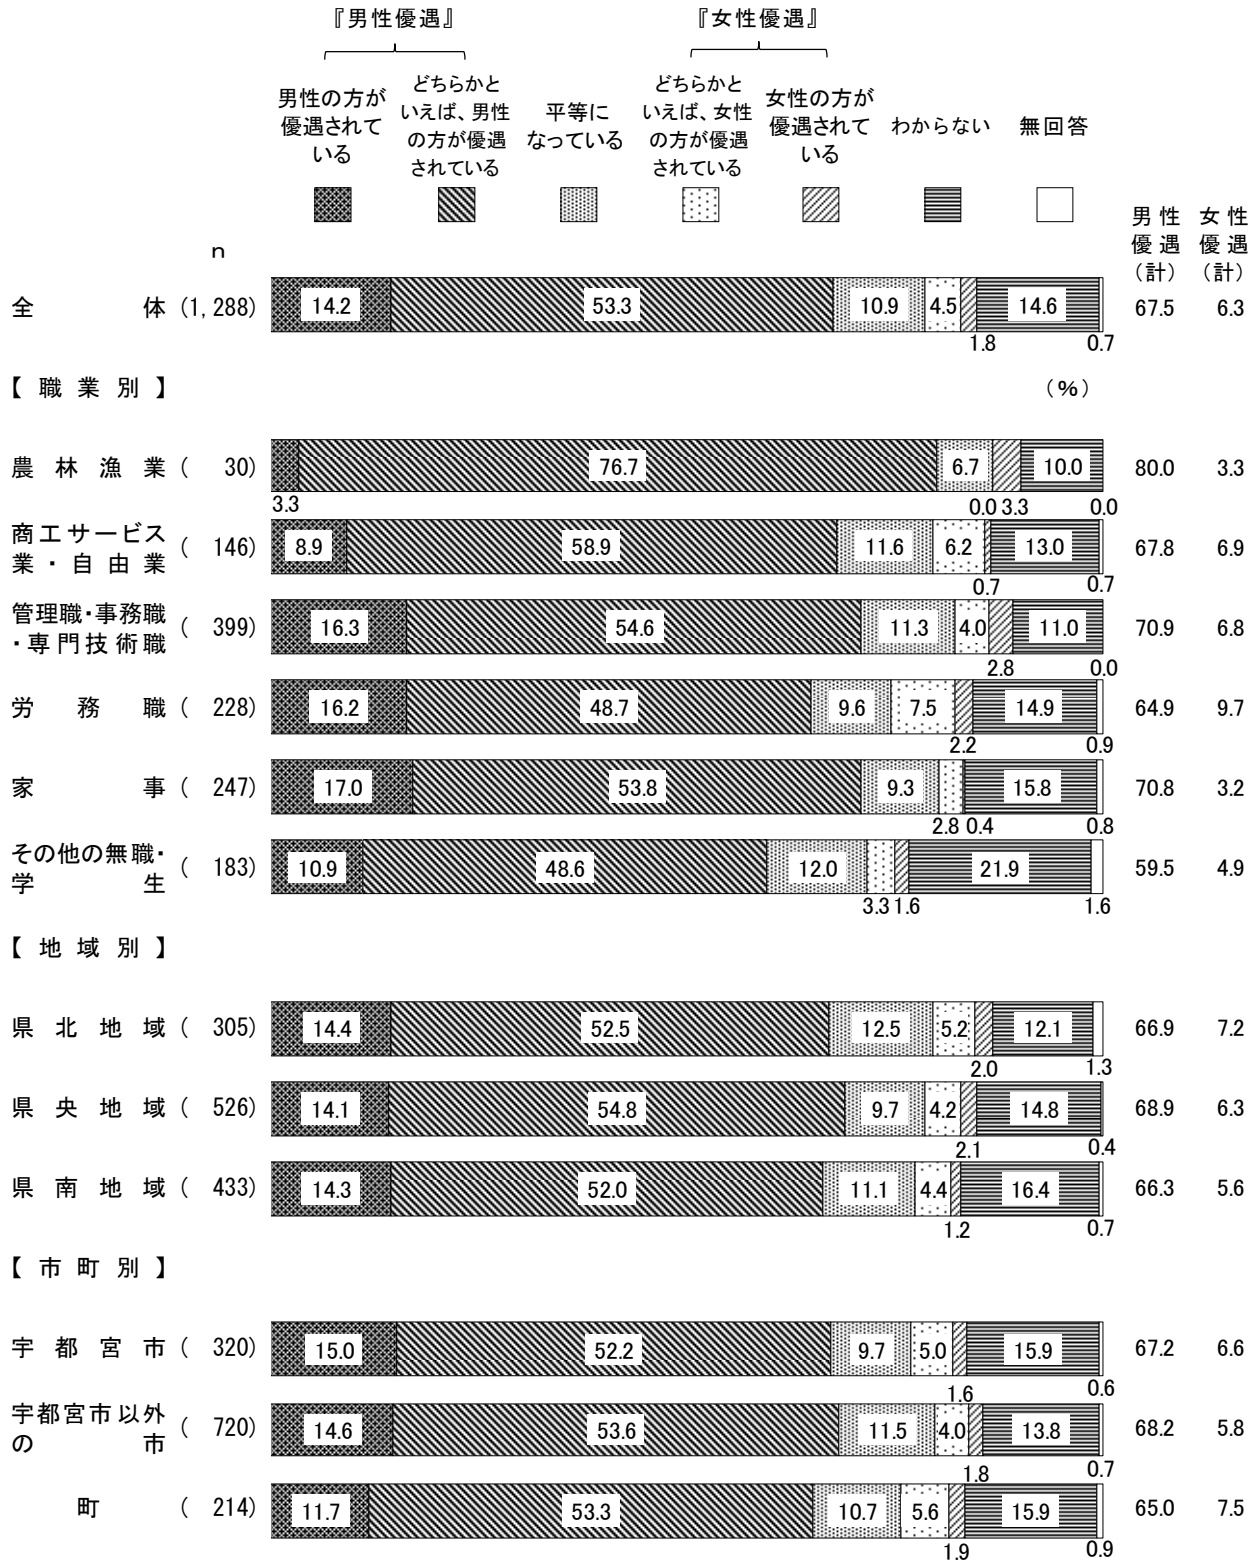 『男性優遇』 『女性優遇』
男性の方が
優遇されて
いる
どちらかと
いえば、男性
の方が優遇
されている
平等に
なっている
どちらかと
いえば、女性
の方が優遇
されている
女性の方が
優遇されて
いる
わからない
無回答
男性
優遇
(計)
女性
優遇
(計)
n
全体 (1,288) 14.2 53.3 10.9 4.5 14.6 67.5 6.3
1.8 0.7
【職業別】 (%)
農林漁業 ( 30) 76.7 6.7 10.0 80.0 3.3
3.3 0.0 3.3 0.0
商工サービス
業・自由業 ( 146) 8.9 58.9 11.6 6.2 13.0 67.8 6.9
0.7 0.7
管理職・事務職
・専門技術職 ( 399) 16.3 54.6 11.3 4.0 11.0 70.9 6.8
2.8 0.0
労務職 ( 228) 16.2 48.7 9.6 7.5 14.9 64.9 9.7
2.2 0.9
家事 ( 247) 17.0 53.8 9.3 15.8 70.8 3.2
2.8 0.4 0.8
その他の無職・
学生 ( 183) 10.9 48.6 12.0 21.9 59.5 4.9
3.3 1.6 1.6
【地域別】
県北地域 ( 305) 14.4 52.5 12.5 5.2 12.1 66.9 7.2
2.0 1.3
県央地域 ( 526) 14.1 54.8 9.7 4.2 14.8 68.9 6.3
2.1 0.4
県南地域 ( 433) 14.3 52.0 11.1 4.4 16.4 66.3 5.6
1.2 0.7
【市町別】
宇都宮市 ( 320) 15.0 52.2 9.7 5.0 15.9 67.2 6.6
1.6 0.6
宇都宮市以外
の市 ( 720) 14.6 53.6 11.5 4.0 13.8 68.2 5.8
1.8 0.7
町 ( 214) 11.7 53.3 10.7 5.6 15.9 65.0 7.5
1.9 0.9